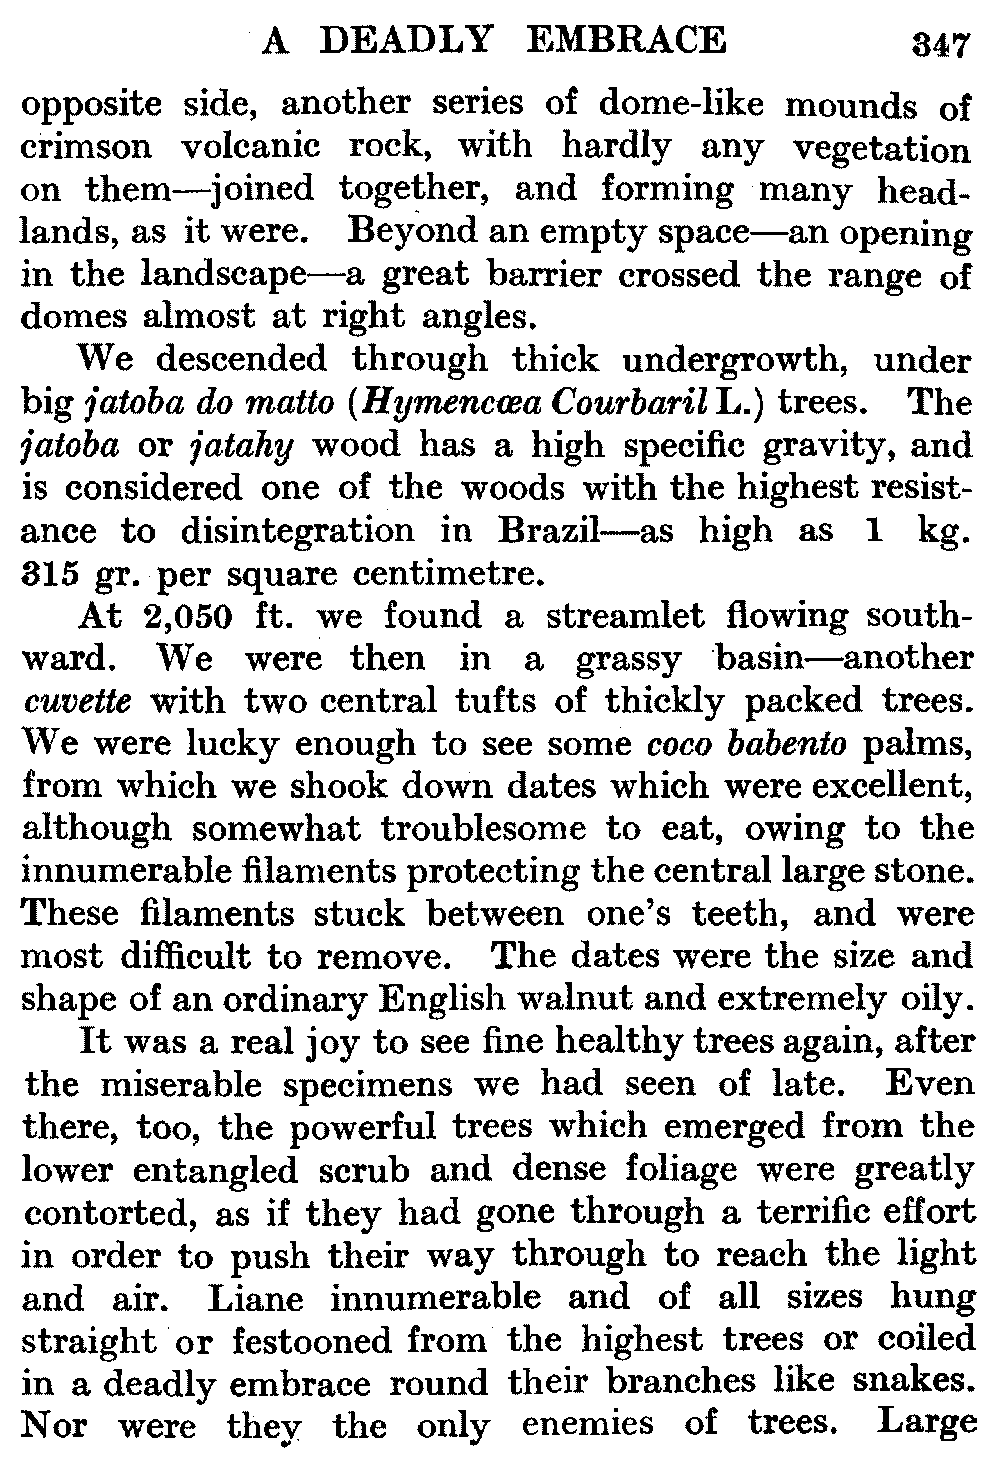 A DEADLY EMBRACE 347
opposite side, another series of dome-like mounds of
crimson volcanic rock, with hardly any vegetation
on them—joined together, and forming many head-
lands, as it were. Beyond an empty space—an opening
in the landscape—a great barrier crossed the range of
domes almost at right angles.
We descended through thick undergrowth, under
big jatoba do matto (Hymencœa Courbaril L.) trees. The
jatoba or jatahy wood has a high specific gravity, and
is considered one of the woods with the highest resist-
ance to disintegration in Brazil—as high as 1 kg.
315 gr. per square centimetre.
At 2,050 ft. we found a streamlet flowing south-
ward. We were then in a grassy basin—another
cuvette with two central tufts of thickly packed trees.
We were lucky enough to see some coco babento palms,
from which we shook down dates which were excellent,
although somewhat troublesome to eat, owing to the
innumerable filaments protecting the central large stone.
These filaments stuck between one's teeth, and were
most difficult to remove. The dates were the size and
shape of an ordinary English walnut and extremely oily.
It was a real joy to see fine healthy trees again, after
the miserable specimens we had seen of late. Even
there, too, the powerful trees which emerged from the
lower entangled scrub and dense foliage were greatly
contorted, as if they had gone through a terrific effort
in order to push their way through to reach the light
and air. Liane innumerable and of all sizes hung
straight or festooned from the highest trees or coiled
in a deadly embrace round their branches like snakes.
Nor were they the only enemies of trees. Large